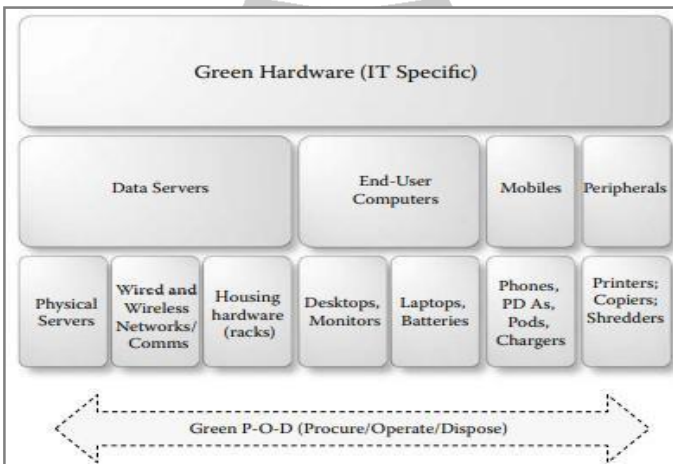 Green Hardware (IT Specific)
Data Servers
End-User
Computers
Mobiles
Peripherals
Physical
Servers
Wired and
Wireless
Networks/
Comms
Housing
hardware
(racks)
Desktops,
Monitors
Laptops,
Batteries
Phones,
PD As,
Pods,
Chargers
Printers;
Copiers;
Shredders
Green P-O-D (Procure/Operate/Dispose)